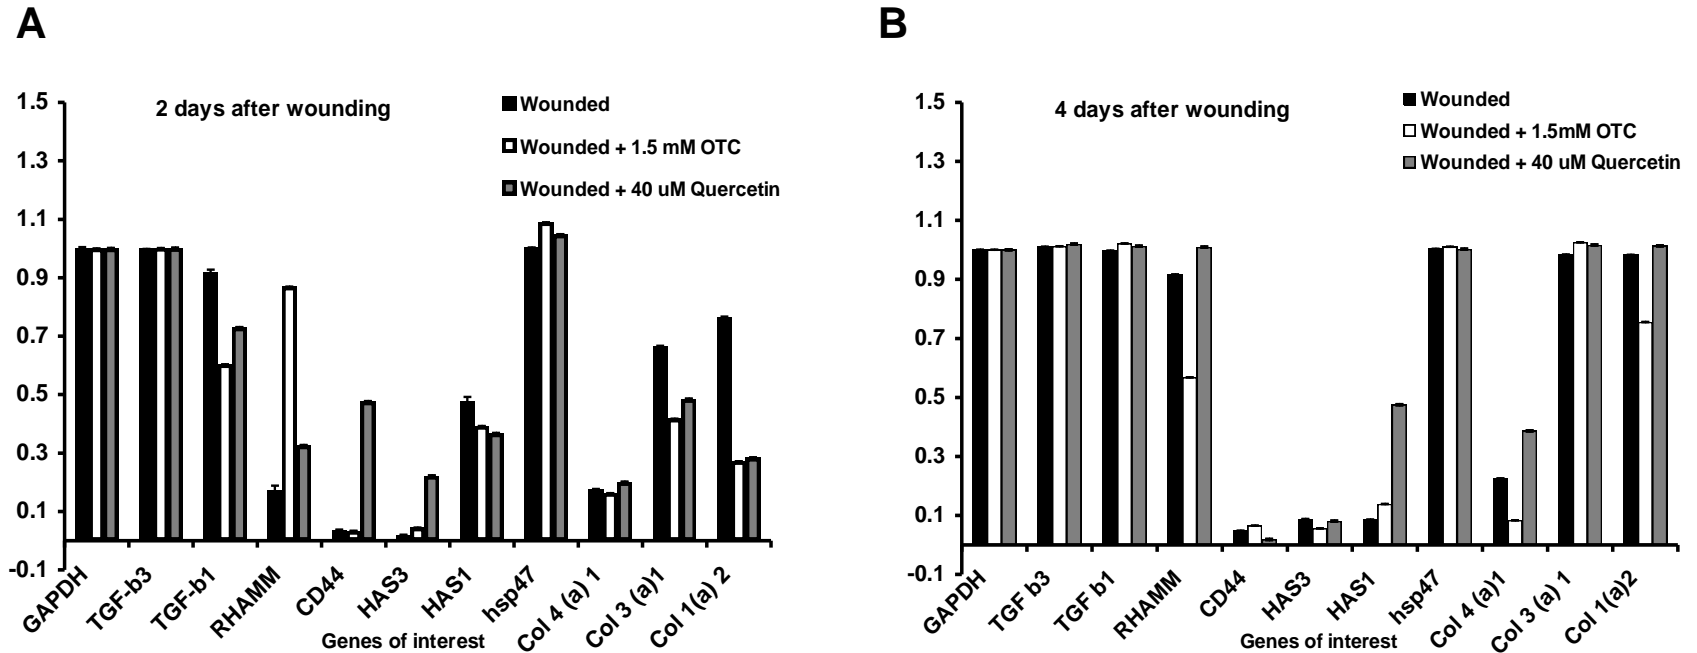 A
2 days after wounding
Wounded
Wounded + 1.5 mM OTC
Wounded + 40 uM Quercetin
1.5
1.3
1.1
0.9
0.7
0.5
0.3
0.1
-0.1
GAPDH
TGF-b3
TGF-b1
RHAMM
CD44
HAS3
HAS1
hsp47
Col 4 (a) 1
Col 3 (a)1
Col 1(a) 2
Genes of interest
B
4 days after wounding
Wounded
Wounded + 1.5mM OTC
Wounded + 40 uM Quercetin
1.5
1.3
1.1
0.9
0.7
0.5
0.3
0.1
-0.1
GAPDH
TGF b3
TGF b1
RHAMM
CD44
HAS3
HAS1
hsp47
Col 4 (a)1
Col 3 (a) 1
Col 1(a)2
Genes of interest